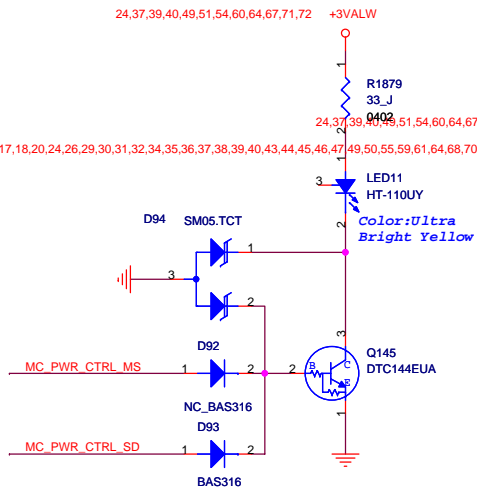 24,37,39,40,49,51,54,60,64,67,71,72 +3VALW
1
R1879
33_J
0402
24,37,39,40,49,51,54,60,64,67
2
17,18,20,24,26,29,30,31,32,34,35,36,37,38,39,40,43,44,45,46,47,49,50,55,59,61,64,68,70
1
LED11
3
HT-110UY
D94 SM05.TCT
2
Color:Ultra
Bright Yellow
1
3
2
3
D92
Q145
DTC144EUA
B C
E
MC_PWR_CTRL_MS 1 2 2
NC_BAS316
1
D93
MC_PWR_CTRL_SD 1 2
BAS316